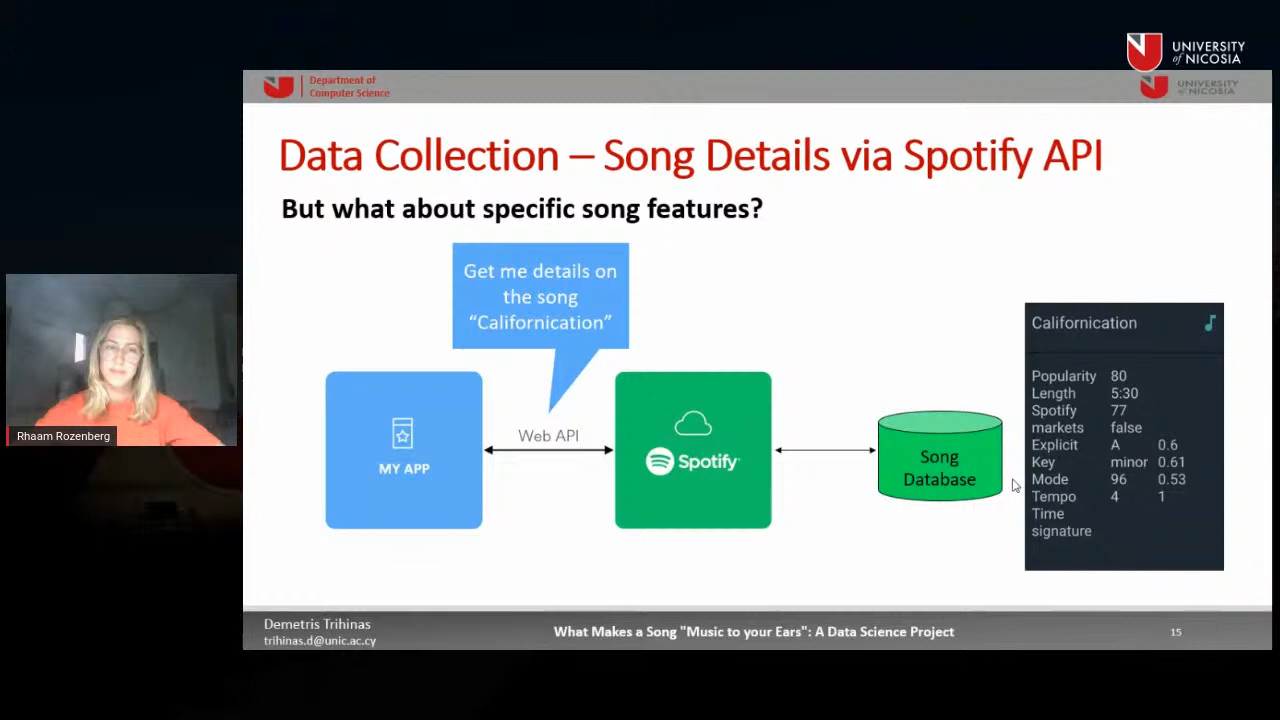 UNIVERSITY
of NICOSIA
Department of
Computer Science
UNIVERSITY
of NICOSIA
Data Collection – Song Details via Spotify API
But what about specific song features?
Get me details on
the song
“Californication”
MY APP
Web API
Spotify
Song
Database
Californication
Popularity 80
Length 5:30
Spotify 77
markets false
Explicit A 0.6
Key minor 0.61
Mode 96 0.53
Tempo 4 1
Time
signature
Rhaam Rozenberg
Demetris Trihinas
trihinas.d@unic.ac.cy
What Makes a Song "Music to your Ears": A Data Science Project
15